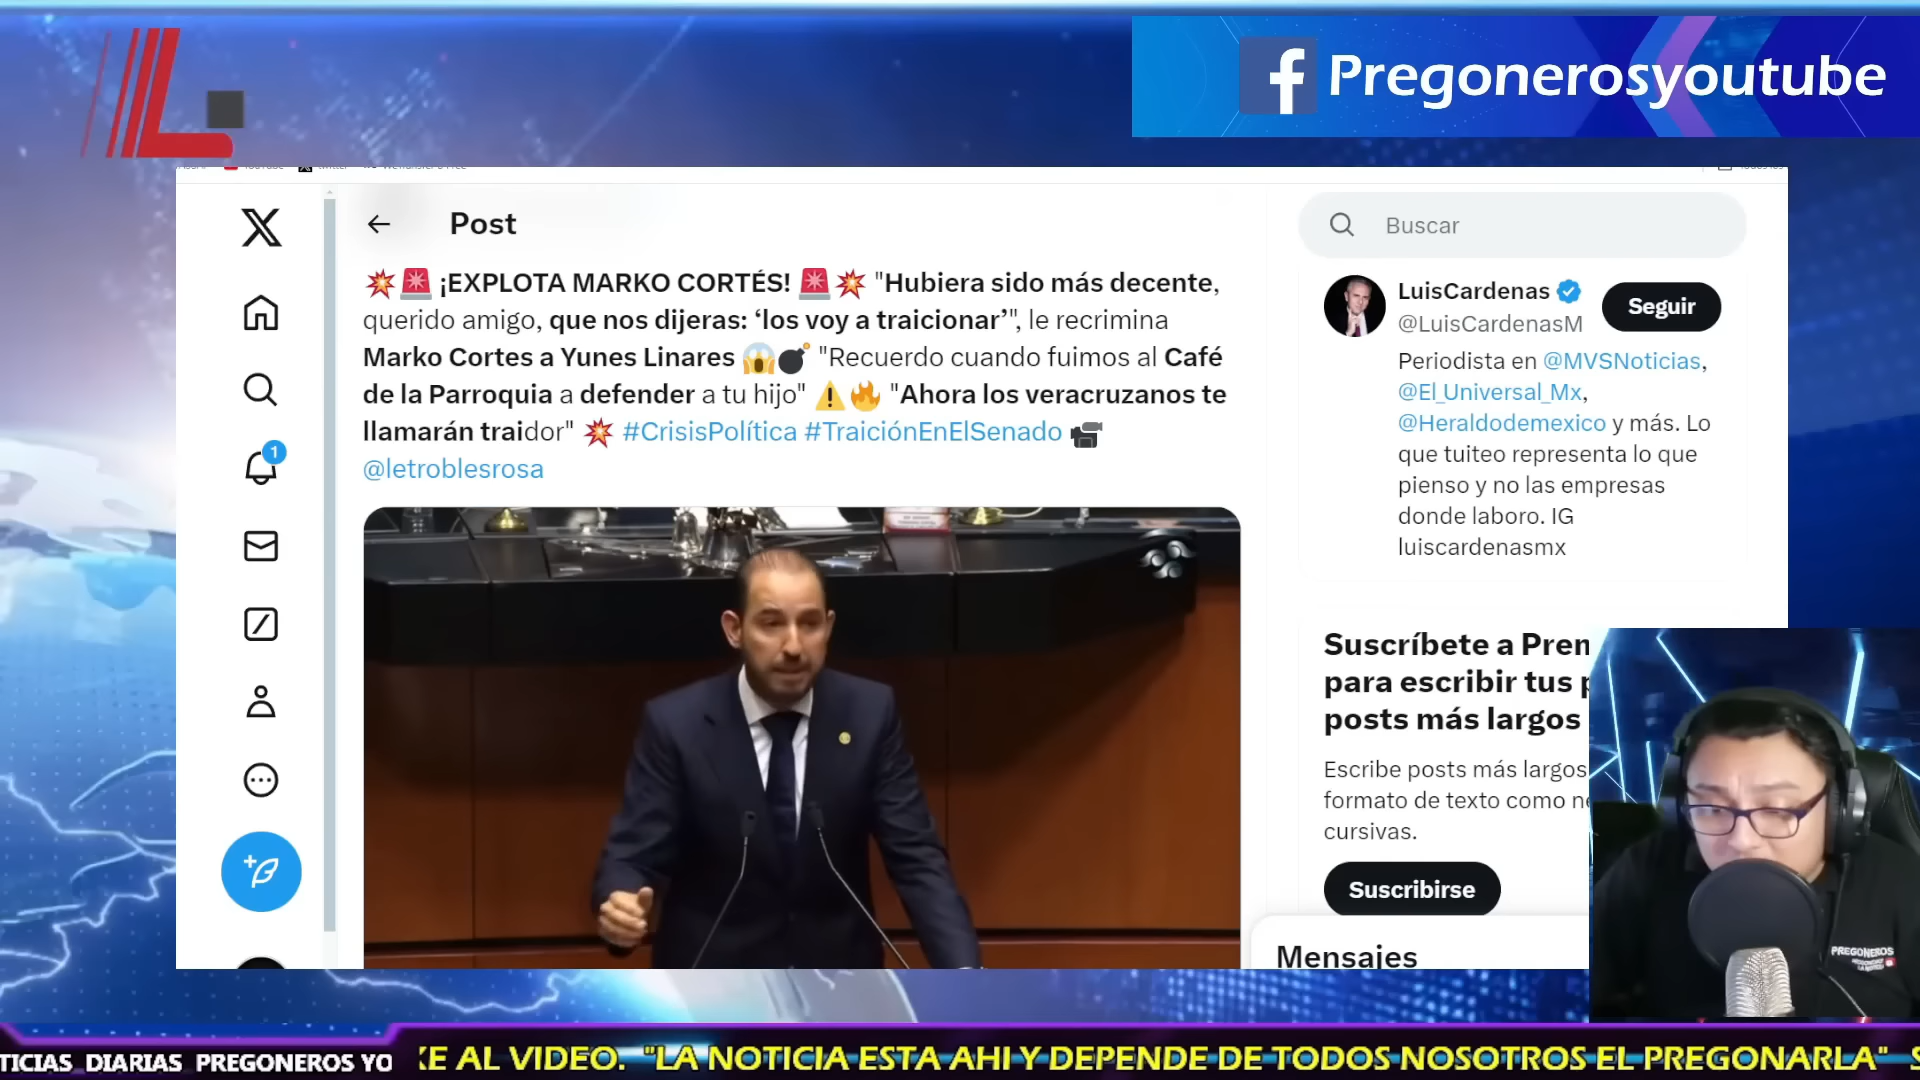 Pregonerosyoutube
Post
Buscar
¡EXPLOTA MARKO CORTÉS! "Hubiera sido más decente,
querido amigo, que nos dijeras: ‘los voy a traicionar’", le recrimina
Marko Cortes a Yunes Linares "Recuerdo cuando fuimos al Café
de la Parroquia a defender a tu hijo" "Ahora los veracruzanos te
llamarán traidor" #CrisisPolítica #TraiciónEnElSenado
@letroblesrosa
1
LuisCardenas
@LuisCardenasM
Seguir
Periodista en @MVSNoticias,
@El_Universal_Mx,
@Heraldodemexico y más. Lo
que tuiteo representa lo que
pienso y no las empresas
donde laboro. IG
luiscardenasmx
Suscríbete a Prem
para escribir tus p
posts más largos
Escribe posts más largos
formato de texto como ne
cursivas.
Suscribirse
Mensajes
PREGONEROS
TICIAS DIARIAS PREGONEROS YO
KE AL VIDEO. "LA NOTICIA ESTA AHI Y DEPENDE DE TODOS NOSOTROS EL PREGONARLA" S